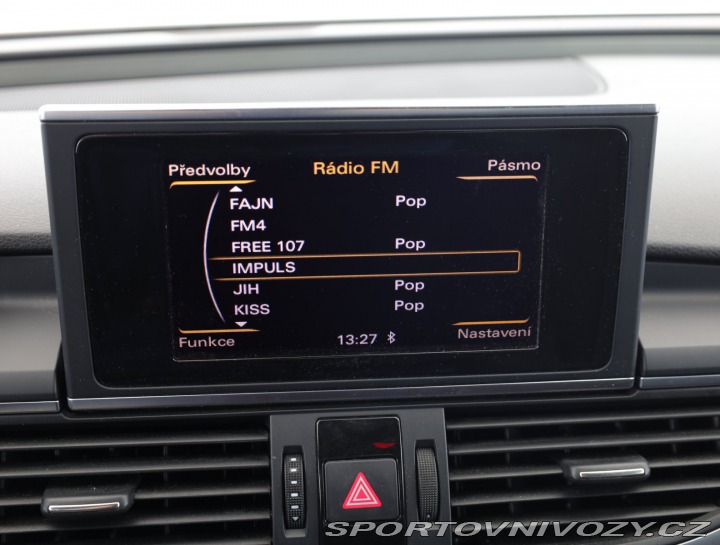 Předvolby Rádio FM Pásmo
FAJN Pop
FM4
FREE 107 Pop
IMPULS
JIH Pop
KISS Pop
Funkce 13:27 Nastavení
SPORTOVNIVOZY.CZ